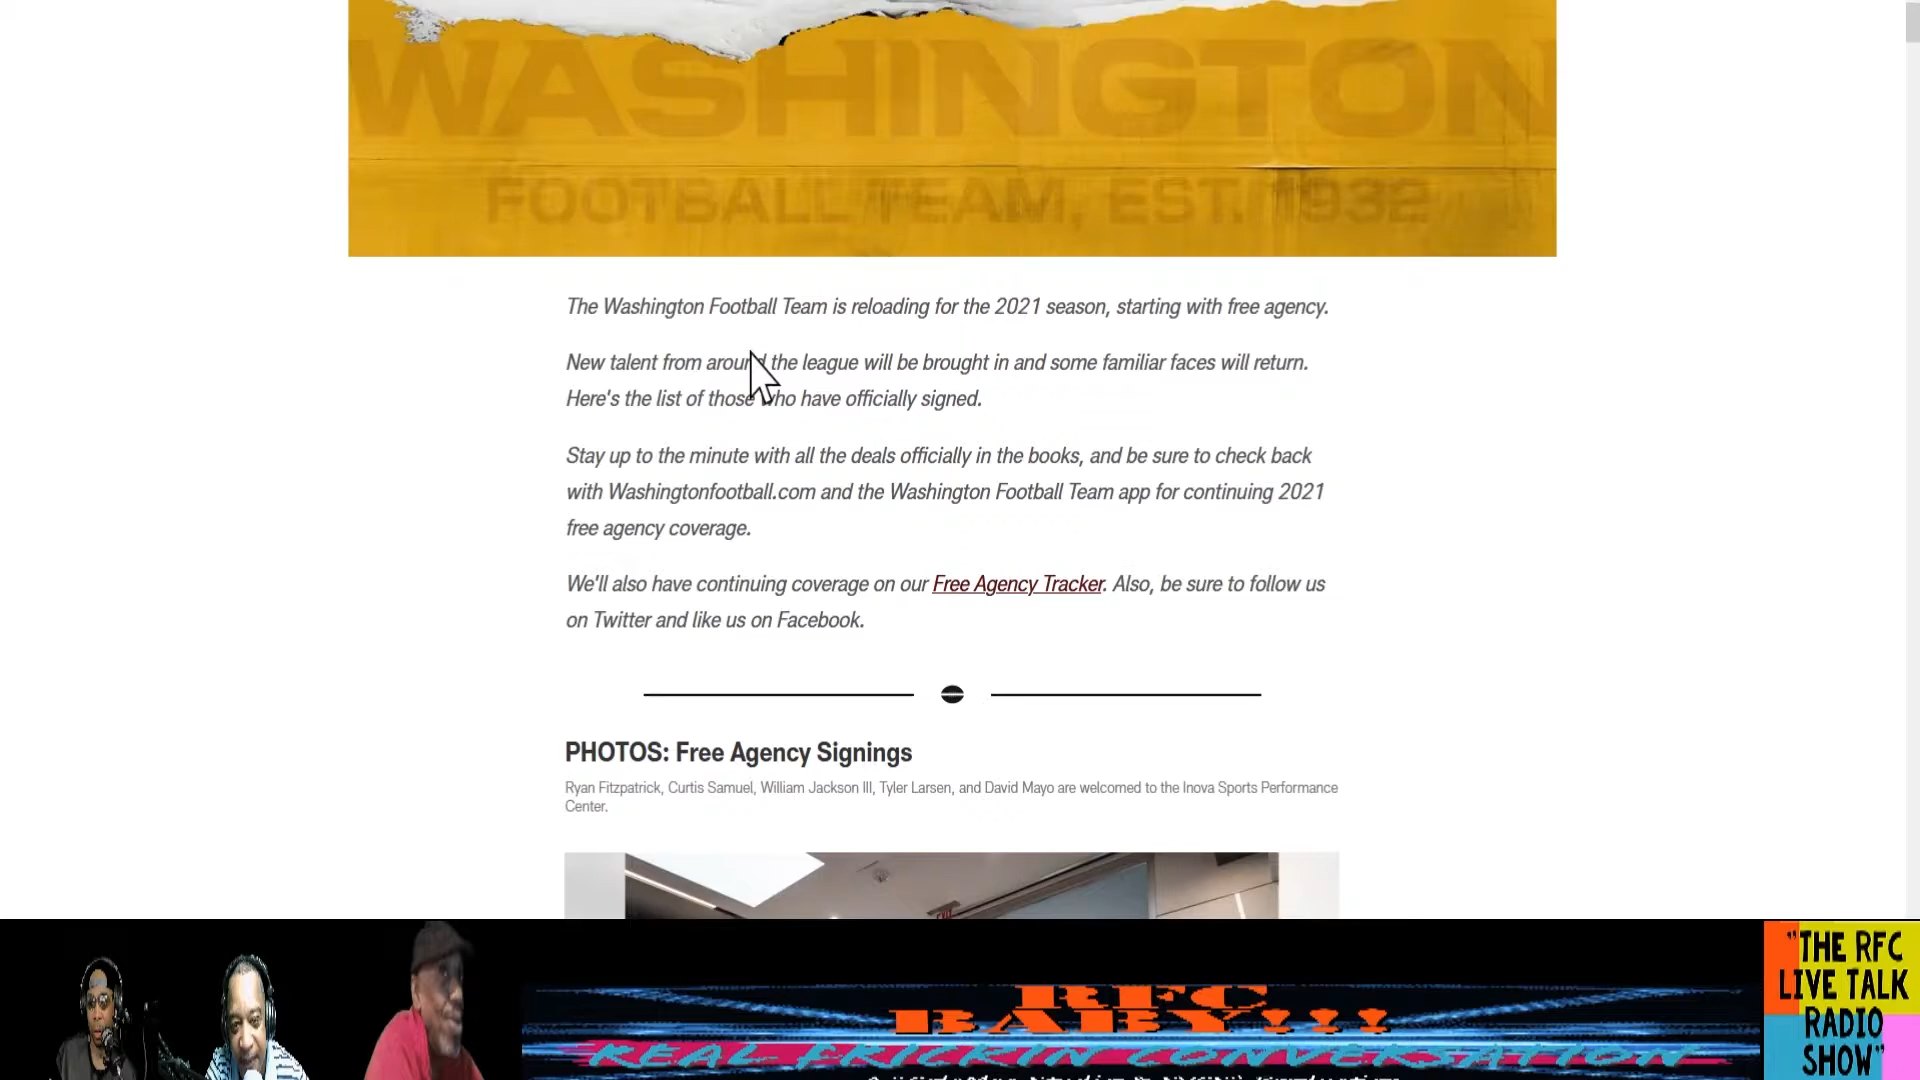 WASHINGTON
FOOTBALL TEAM, EST. 1932
The Washington Football Team is reloading for the 2021 season, starting with free agency.
New talent from around the league will be brought in and some familiar faces will return.
Here's the list of those who have officially signed.
Stay up to the minute with all the deals officially in the books, and be sure to check back
with Washingtonfootball.com and the Washington Football Team app for continuing 2021
free agency coverage.
We'll also have continuing coverage on our Free Agency Tracker. Also, be sure to follow us
on Twitter and like us on Facebook.
PHOTOS: Free Agency Signings
Ryan Fitzpatrick, Curtis Samuel, William Jackson III, Tyler Larsen, and David Mayo are welcomed to the Inova Sports Performance
Center.
RFC
BABY!!!
REAL FRICKIN CONVERSATION
"THE RFC
LIVE TALK
RADIO
SHOW"